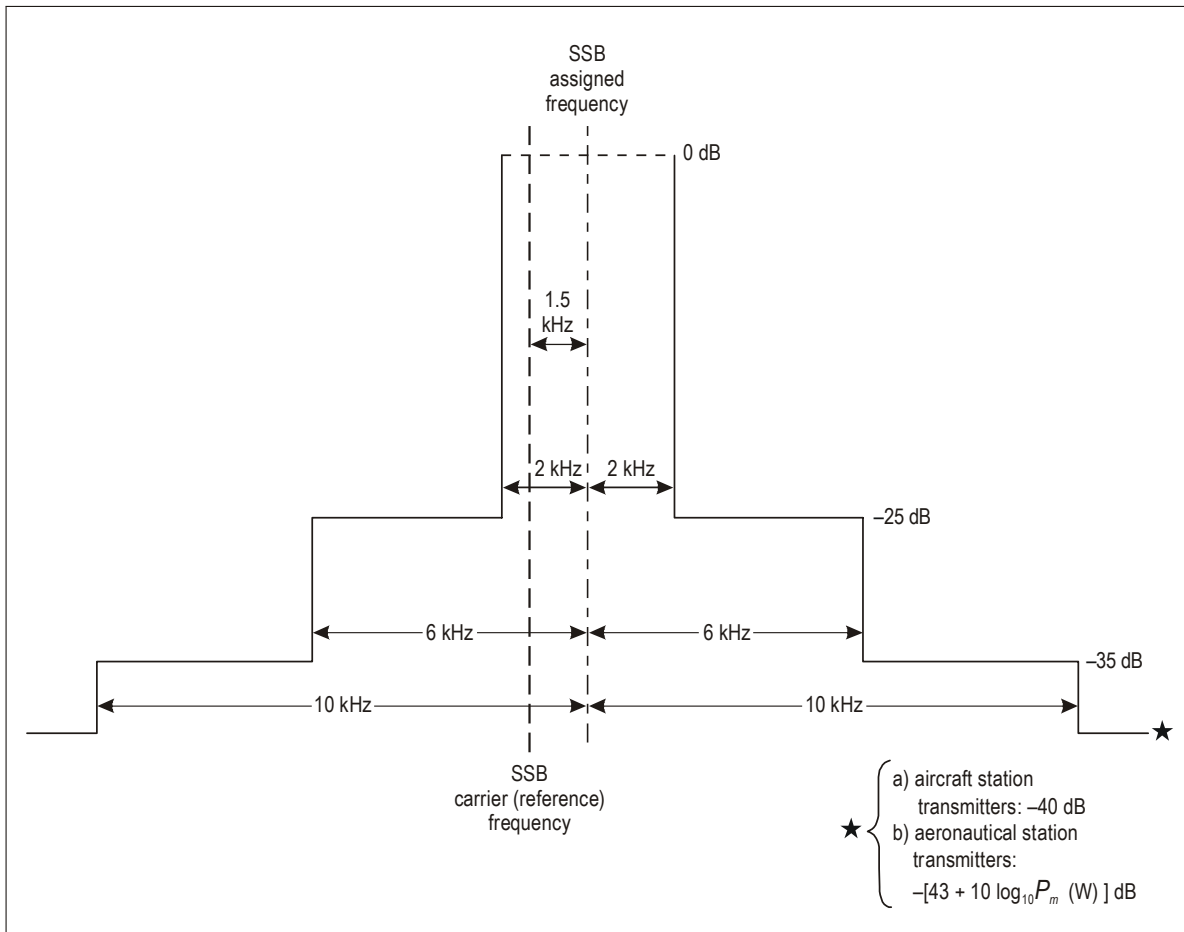 SSB
assigned
frequency
0 dB
1.5
kHz
2 kHz
2 kHz
–25 dB
6 kHz
6 kHz
–35 dB
10 kHz
10 kHz
SSB
carrier (reference)
frequency
★
★
a) aircraft station
transmitters: –40 dB
b) aeronautical station
transmitters:
–[43 + 10 log₁₀Pₘ (W) ] dB